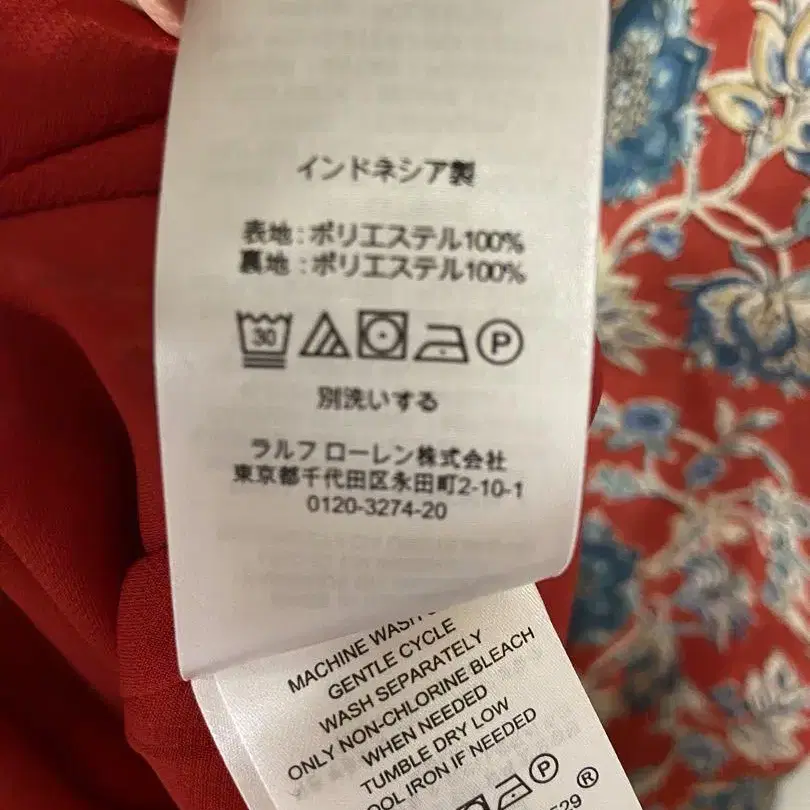 インドネシア製
表地:ポリエステル100%
裏地:ポリエステル100%
30
P
別洗いする
ラルフ ローレン株式会社
東京都千代田区永田町2-10-1
0120-3274-20
MACHINE WASH
GENTLE CYCLE
WASH SEPARATELY
ONLY NON-CHLORINE BLEACH
WHEN NEEDED
TUMBLE DRY LOW
IRON IF NEEDED
P
®